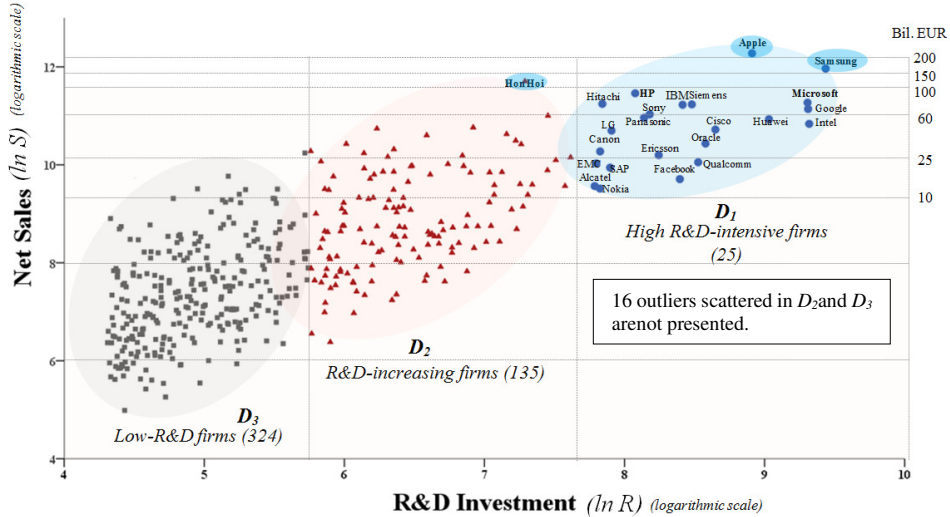 Bil. EUR
Apple
200
12
Samsung
150
Hon Hoi
100
Hitachi
HP
IBM
Siemens
Microsoft
Sony
Google
Panasonic
60
LG
Cisco
Huawei
Intel
Canon
Oracle
Ericsson
10
25
EMC
SAP
Facebook
Qualcomm
Alcatel
Nokia
10
D1
High R&D-intensive firms
(25)
8
16 outliers scattered in D2and D3
arenot presented.
D2
R&D-increasing firms (135)
6
D3
Low-R&D firms (324)
4
4
5
6
7
8
9
10
Net Sales (ln S) (logarithmic scale)
R&D Investment (ln R) (logarithmic scale)